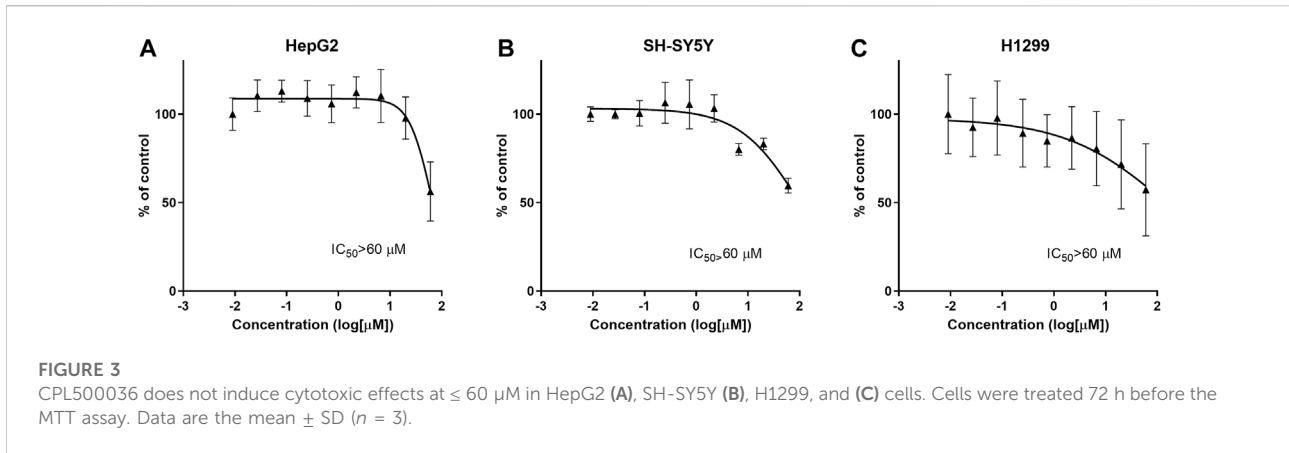 A
HepG2
100
50
0
% of control
IC50>60 μM
-3 -2 -1 0 1 2
Concentration (log[μM])
B
SH-SY5Y
100
50
0
% of control
IC50>60 μM
-3 -2 -1 0 1 2
Concentration (log[μM])
C
H1299
100
50
0
% of control
IC50>60 μM
-3 -2 -1 0 1 2
Concentration (log[μM])
FIGURE 3
CPL500036 does not induce cytotoxic effects at ≤ 60 μM in HepG2 (A), SH-SY5Y (B), H1299, and (C) cells. Cells were treated 72 h before the
MTT assay. Data are the mean ± SD (n = 3).